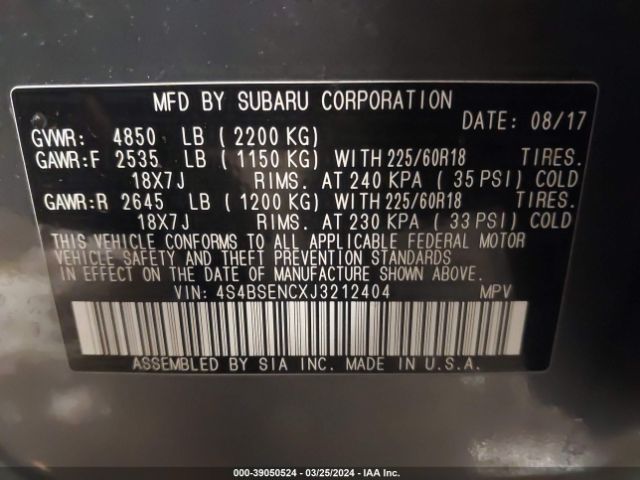 MFD BY SUBARU CORPORATION
DATE: 08/17
GVWR: 4850 LB (2200 KG)
GAWR:F 2535 LB (1150 KG) WITH 225/60R18 TIRES.
18X7J RIMS. AT 240 KPA (35 PSI) COLD
GAWR:R 2645 LB (1200 KG) WITH 225/60R18 TIRES.
18X7J RIMS. AT 230 KPA (33 PSI) COLD
THIS VEHICLE CONFORMS TO ALL APPLICABLE FEDERAL MOTOR
VEHICLE SAFETY AND THEFT PREVENTION STANDARDS
IN EFFECT ON THE DATE OF MANUFACTURE SHOWN ABOVE.
VIN: 4S4BSENCXJ3212404 MPV
ASSEMBLED BY SIA INC. MADE IN U.S.A.
000-39050524 - 03/25/2024 - IAA Inc.